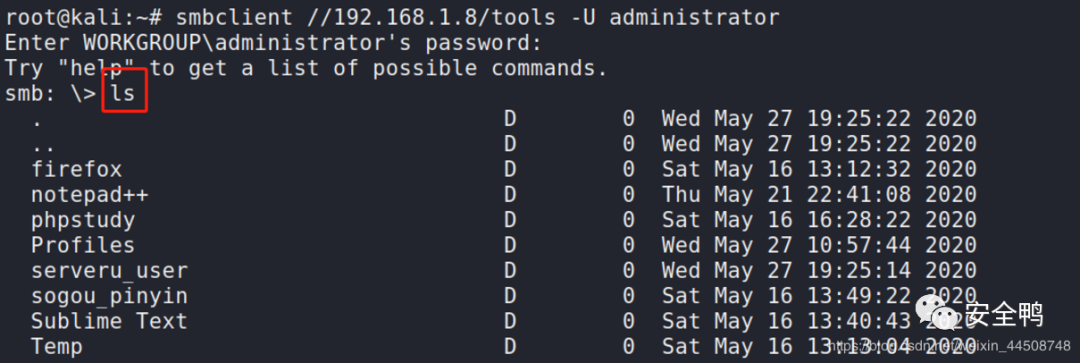 root@kali:~# smbclient //192.168.1.8/tools -U administrator
Enter WORKGROUP\administrator's password:
Try "help" to get a list of possible commands.
smb: \> ls
. D 0 Wed May 27 19:25:22 2020
.. D 0 Wed May 27 19:25:22 2020
firefox D 0 Sat May 16 13:12:32 2020
notepad++ D 0 Thu May 21 22:41:08 2020
phpstudy D 0 Sat May 16 16:28:22 2020
Profiles D 0 Wed May 27 10:57:44 2020
serveru_user D 0 Wed May 27 19:25:14 2020
sogou_pinyin D 0 Sat May 16 13:49:22 2020
Sublime Text D 0 Sat May 16 13:40:43 2020
Temp D 0 Sat May 16 13:13:04 2020
安全鸭
https://blog.csdn.net/weixin_44508748